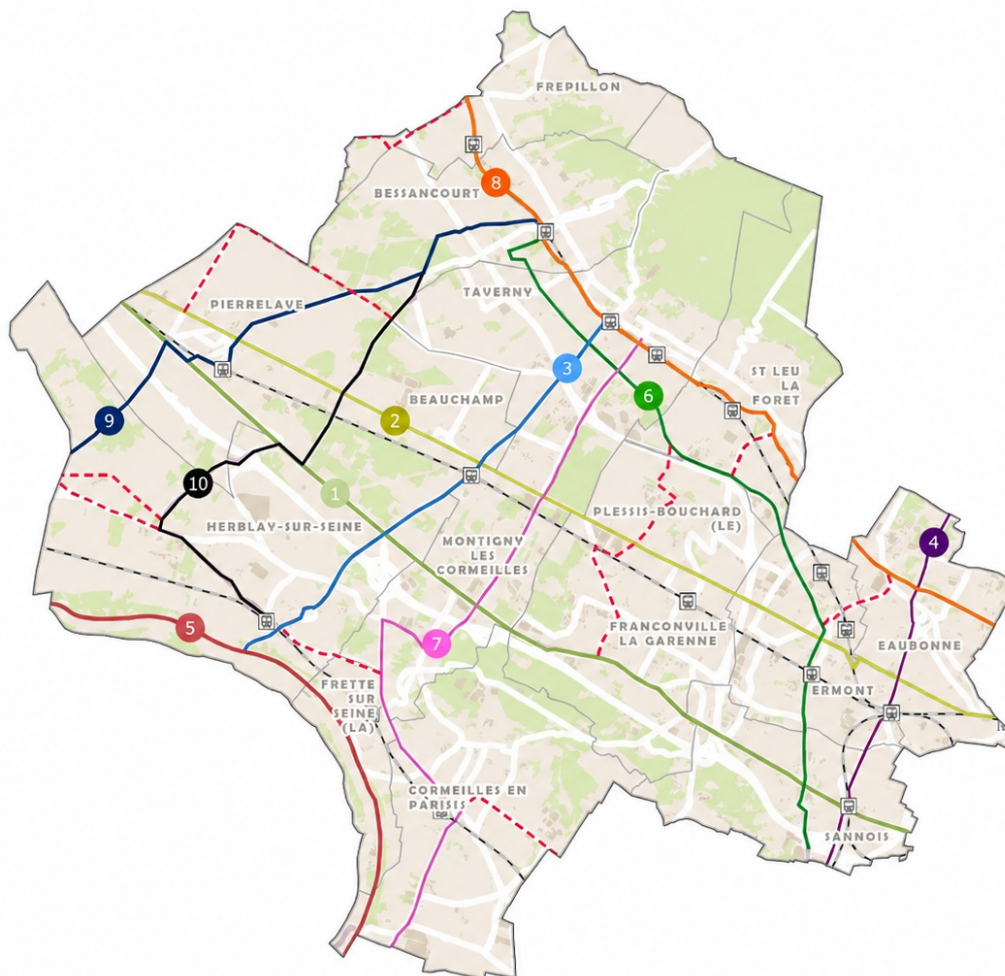 FREPILLON
8
BESSANCOURT
TAVERNY
PIERRELAYE
3
ST LEU
LA
FORET
6
BEAUCHAMP
2
9
10
1
PLESSIS-BOUCHARD
(LE)
HERBLAY-SUR-SEINE
MONTIGNY
LES
CORMEILLES
4
5
FRANCONVILLE
LA GARENNE
7
EAUBONNE
FRETTE
SUR
SEINE
(LA)
ERMONT
CORMEILLES EN
PARISIS
SANNOIS